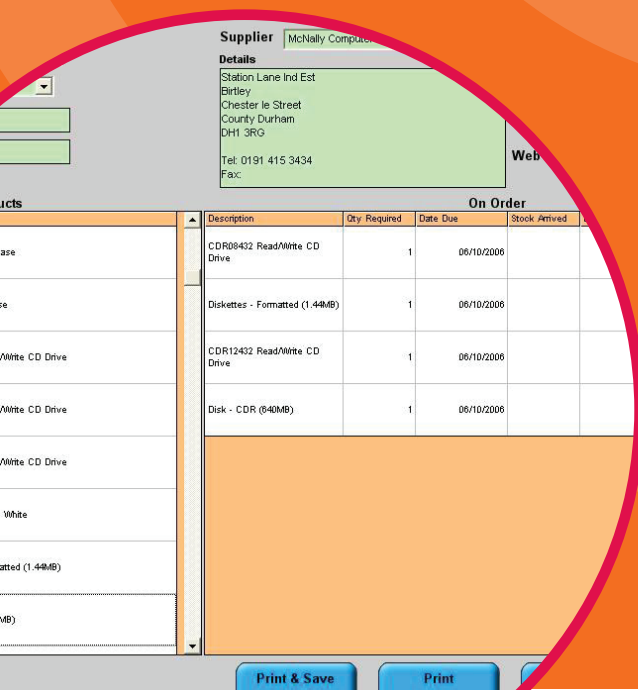 Supplier McNally Computer
Details
Station Lane Ind Est
Birtley
Chester le Street
County Durham
DH1 3RG
Tel: 0191 415 3434
Fax:
Web
ucts
On Order
Description Qty Required Date Due Stock Arrived
ase
CDR08432 Read/Write CD
Drive 1 06/10/2006
se
Diskettes - Formatted (1.44MB) 1 06/10/2006
/Write CD Drive
CDR12432 Read/Write CD
Drive 1 06/10/2006
/Write CD Drive
Disk - CDR (640MB) 1 06/10/2006
/Write CD Drive
White
atted (1.44MB)
MB)
Print & Save Print